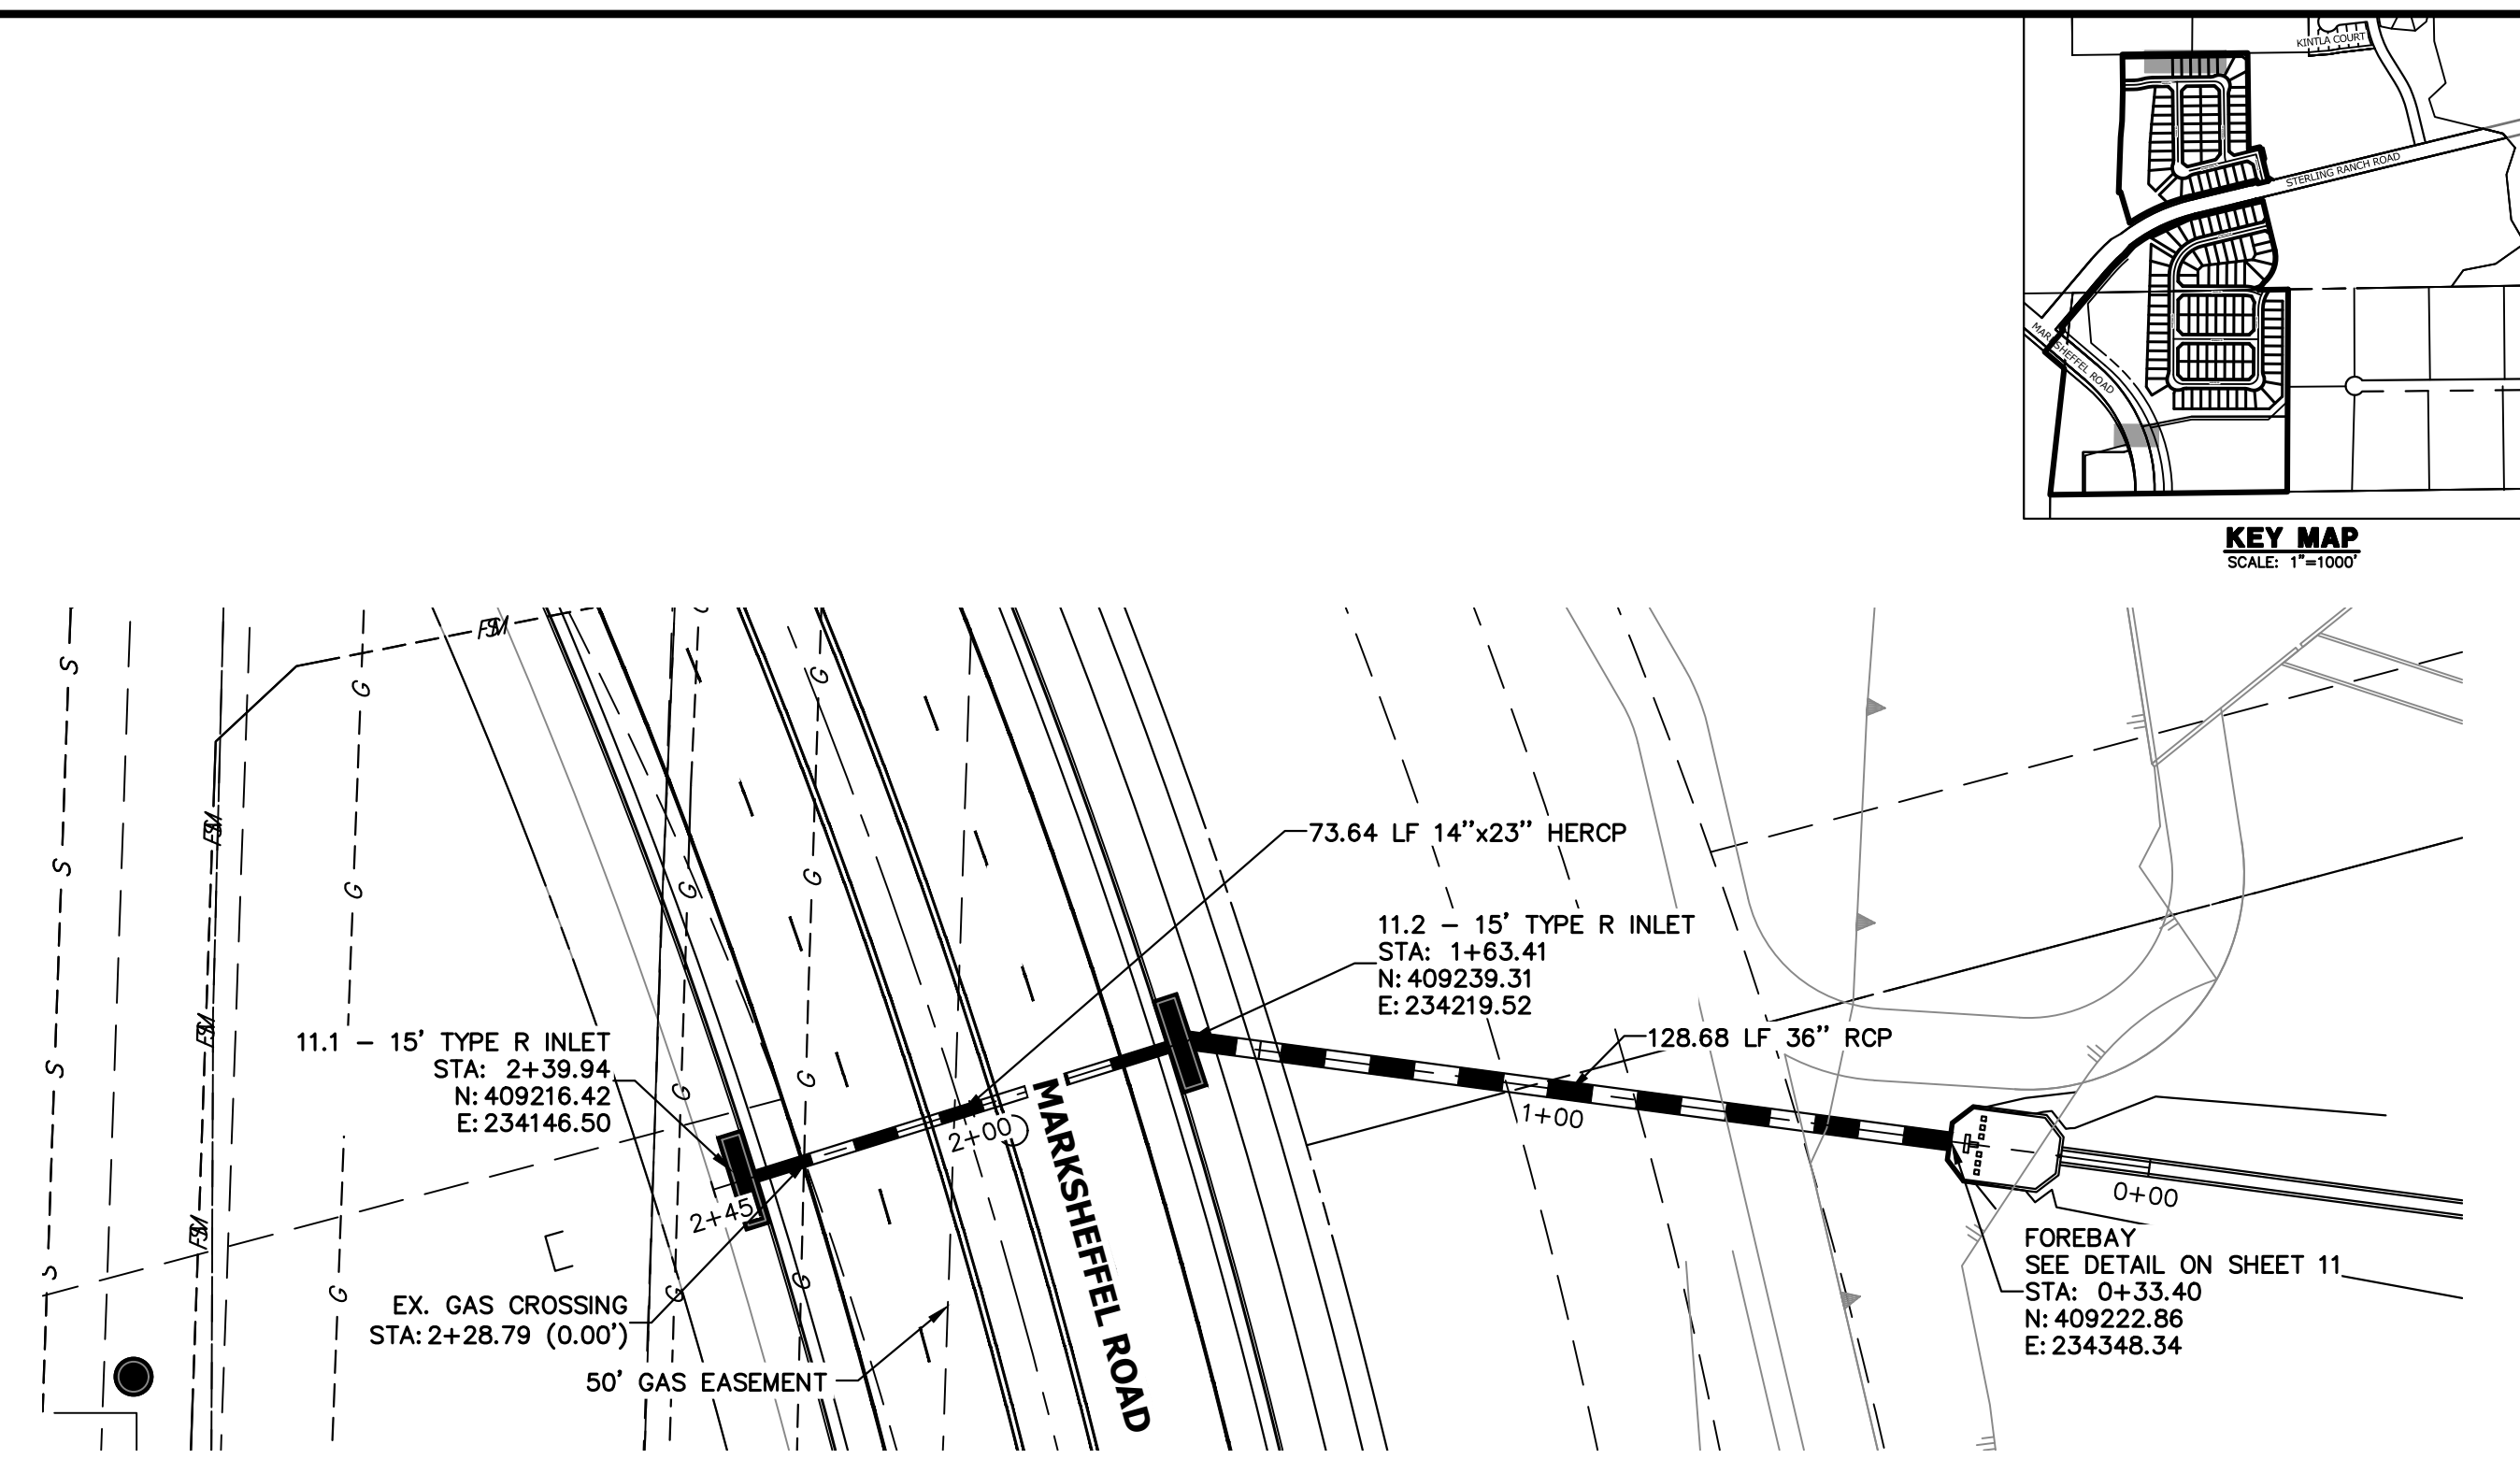 KINTLA COURT
STERLING RANCH ROAD
MARKSHEFFEL ROAD
KEY MAP
SCALE: 1"=1000'
FSM
S
G
G
G
S
FSM
G
G
G
73.64 LF 14"x23" HERCP
11.2 - 15' TYPE R INLET
STA: 1+63.41
N: 409239.31
E: 234219.52
11.1 - 15' TYPE R INLET
STA: 2+39.94
N: 409216.42
E: 234146.50
FSM
S
G
G
128.68 LF 36" RCP
2+00
1+00
MARKSHEFFEL ROAD
2+45
0+00
FSM
S
G
G
G
EX. GAS CROSSING
STA: 2+28.79 (0.00')
50' GAS EASEMENT
FOREBAY
SEE DETAIL ON SHEET 11
STA: 0+33.40
N: 409222.86
E: 234348.34